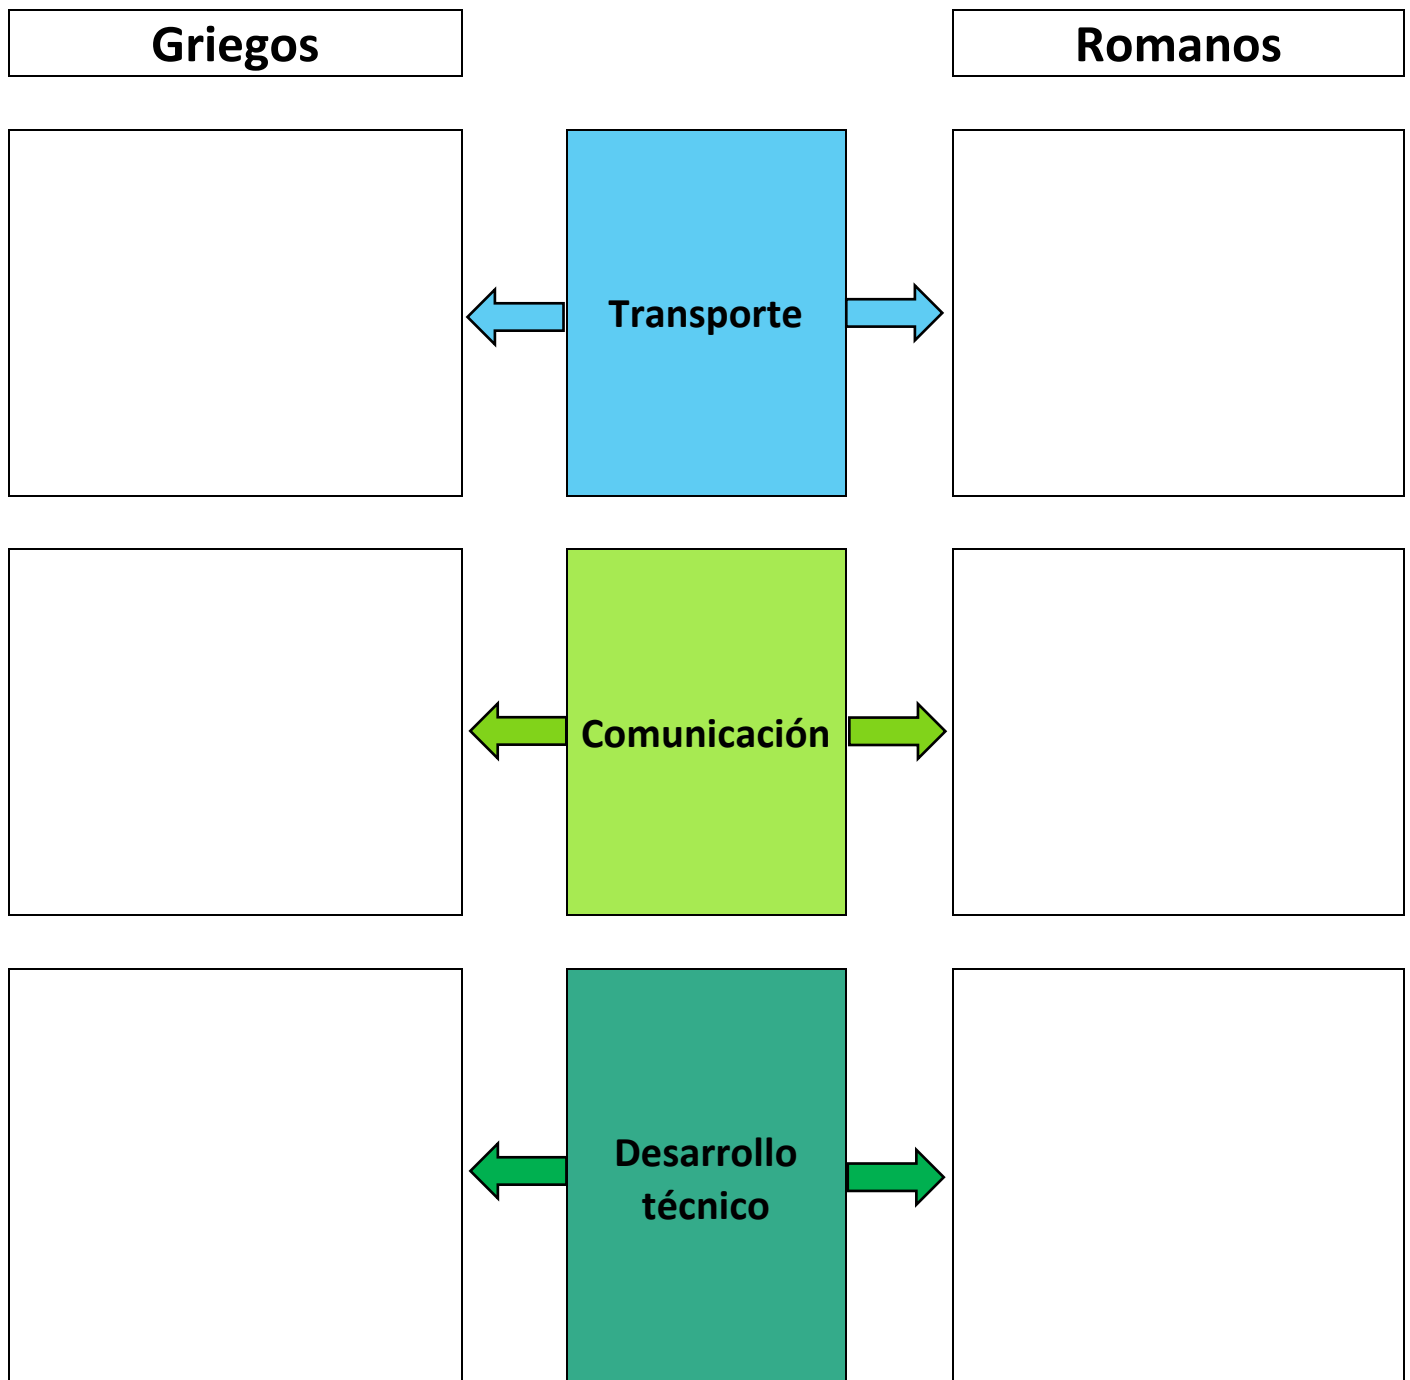 Griegos
Romanos
Transporte
Comunicación
Desarrollo
técnico